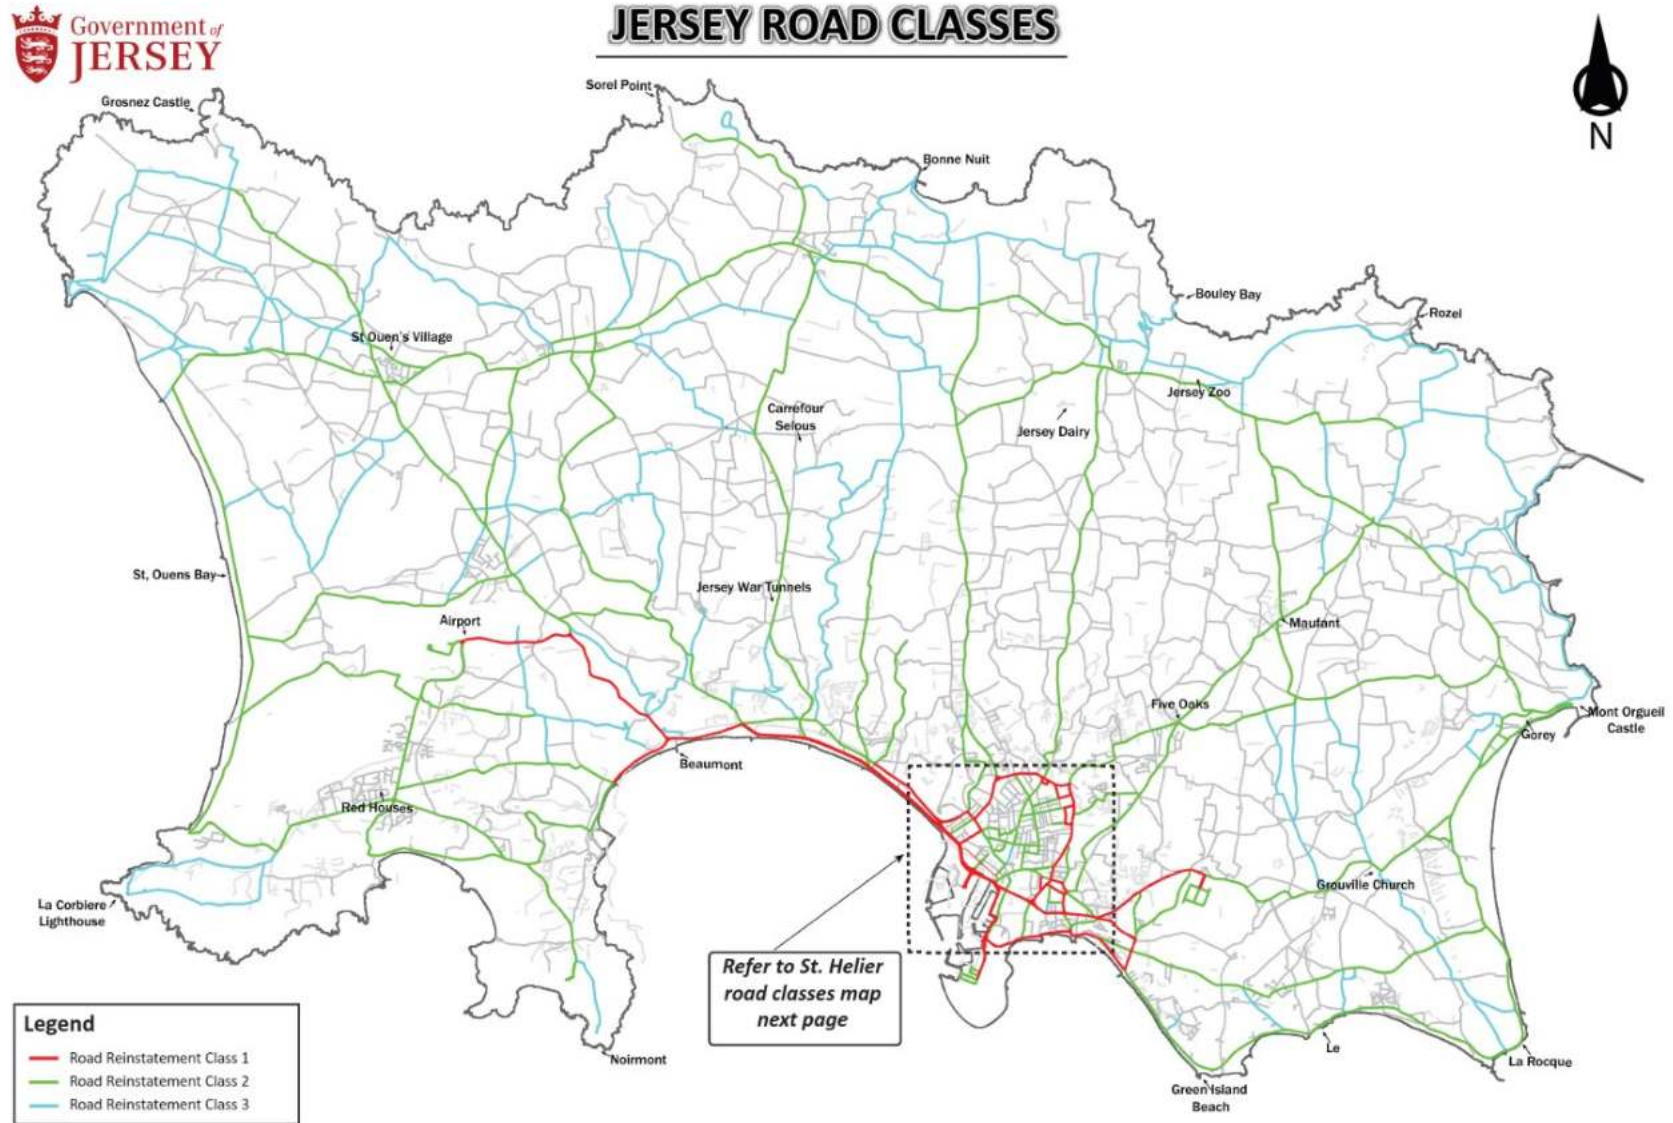 Government of
JERSEY
JERSEY ROAD CLASSES
N
Grosnez Castle
Sorel Point
Bonne Nuit
Bouley Bay
Rozel
St Ouen's Village
Jersey Zoo
Carrefour
Selous
Jersey Dairy
St, Ouens Bay
Jersey War Tunnels
Airport
Maufant
Five Oaks
Mont Orgueil
Castle
Gorey
Beaumont
Red Houses
Grouville Church
La Corbiere
Lighthouse
Refer to St. Helier
road classes map
next page
Noirmont
Le
La Rocque
Green Island
Beach
Legend
Road Reinstatement Class 1
Road Reinstatement Class 2
Road Reinstatement Class 3